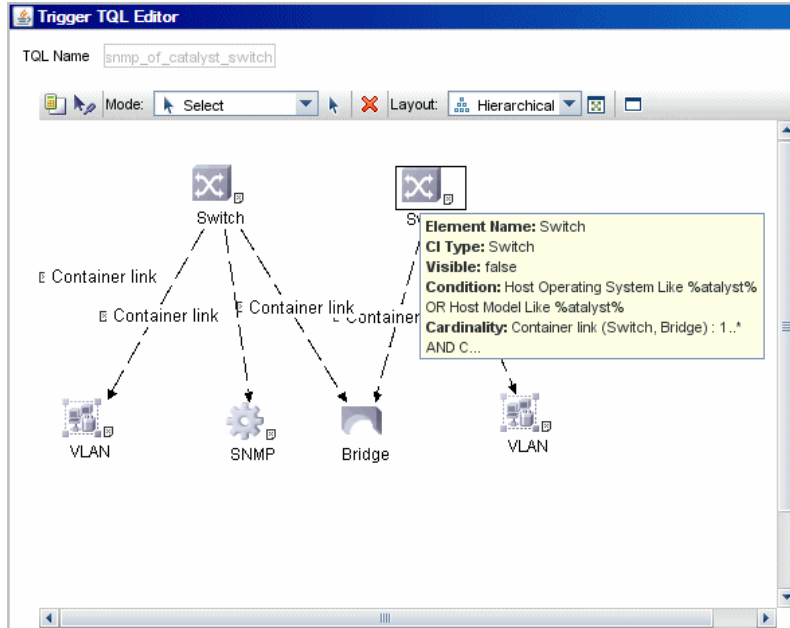 Trigger TQL Editor
TQL Name snmp_of_catalyst_switch
Mode: Select Layout: Hierarchical
Switch
Element Name: Switch
CI Type: Switch
Visible: false
Condition: Host Operating System Like %atalyst%
OR Host Model Like %atalyst%
Cardinality: Container link (Switch, Bridge) : 1..*
AND C...
Container link
Container link
Container link
Container
VLAN
SNMP
Bridge
VLAN